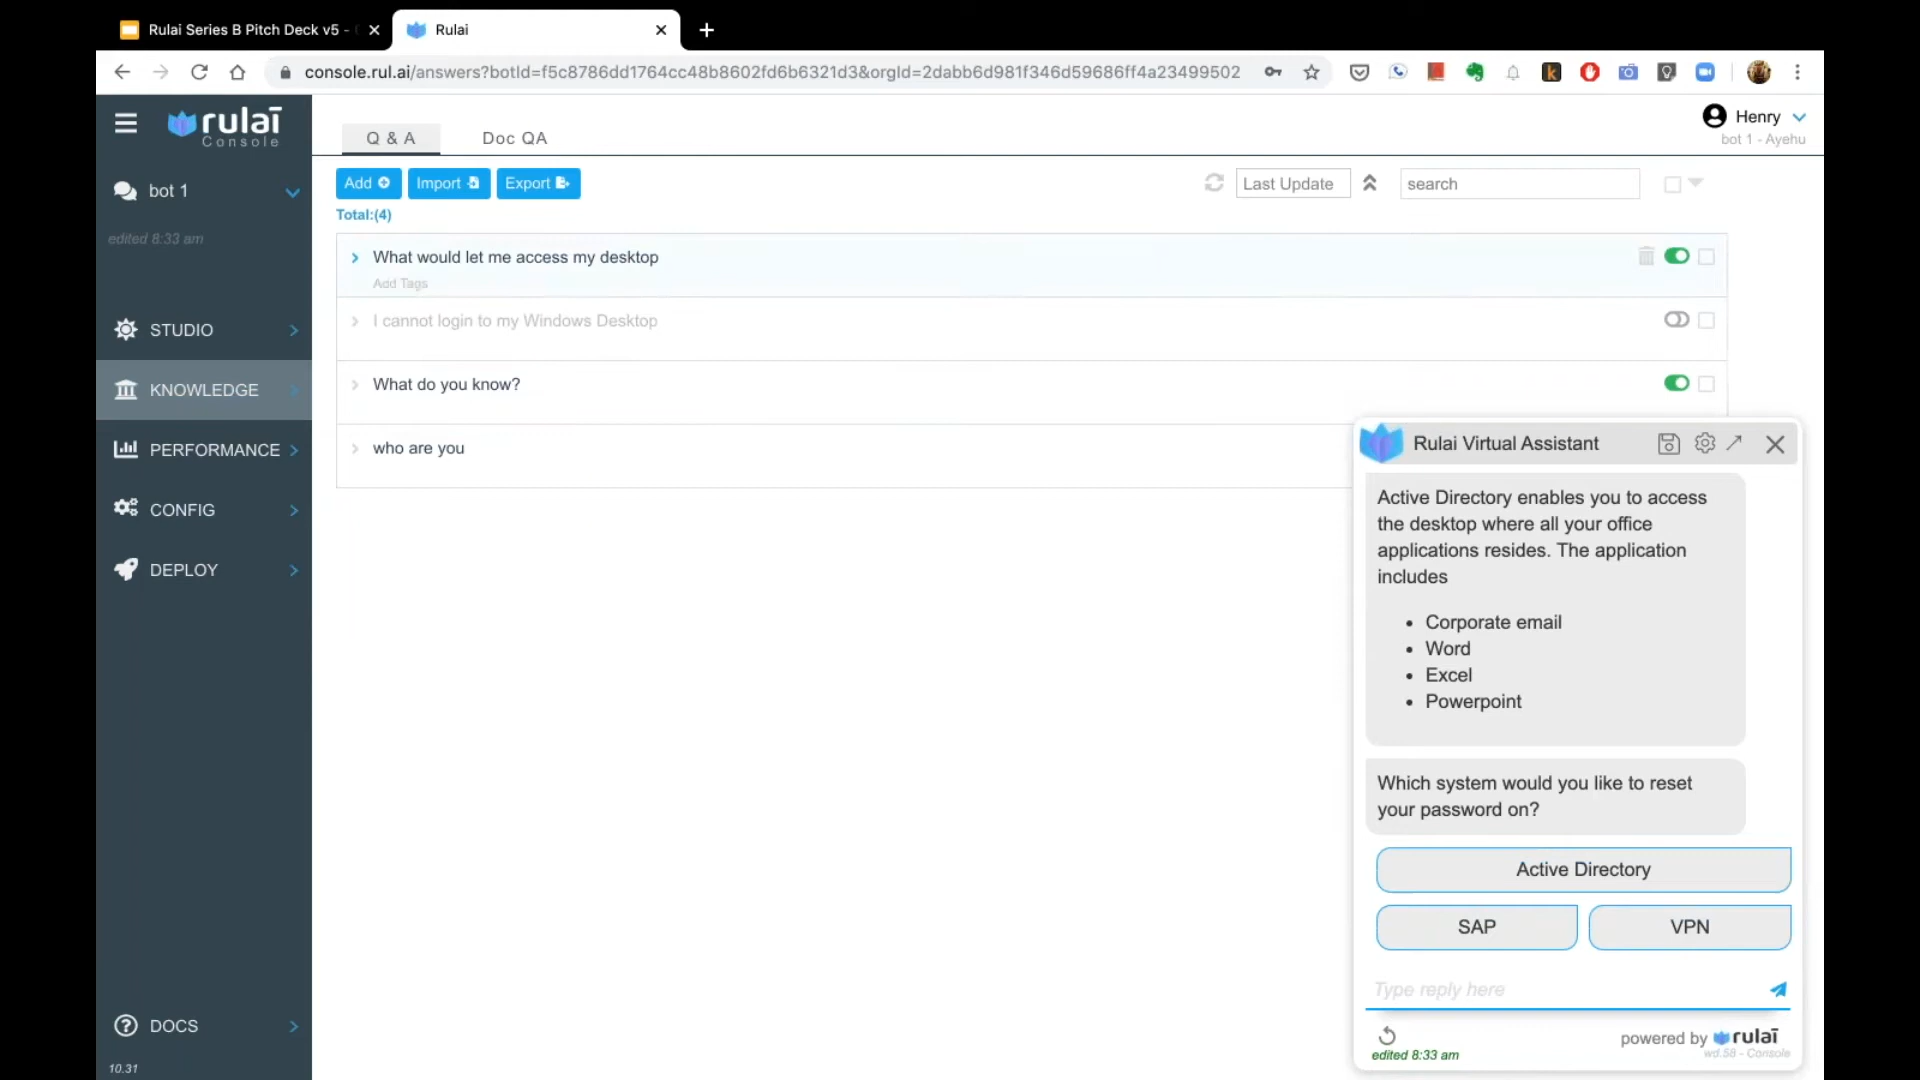 Rulai Series B Pitch Deck v5 -
Rulai
console.rul.ai/answers?botId=f5c8786dd1764cc48b8602fd6b6321d3&orgId=2dabb6d981f346d59686ff4a23499502
rulaī
Console
Q & A
Doc QA
Henry
bot 1 - Ayehu
bot 1
edited 8:33 am
Add
Import
Export
Last Update
search
Total:(4)
What would let me access my desktop
Add Tags
I cannot login to my Windows Desktop
What do you know?
who are you
STUDIO
KNOWLEDGE
PERFORMANCE
CONFIG
DEPLOY
DOCS
10.31
Rulai Virtual Assistant
Active Directory enables you to access
the desktop where all your office
applications resides. The application
includes
• Corporate email
• Word
• Excel
• Powerpoint
Which system would you like to reset
your password on?
Active Directory
SAP
VPN
Type reply here
edited 8:33 am
powered by rulaī
wd.58 - Console